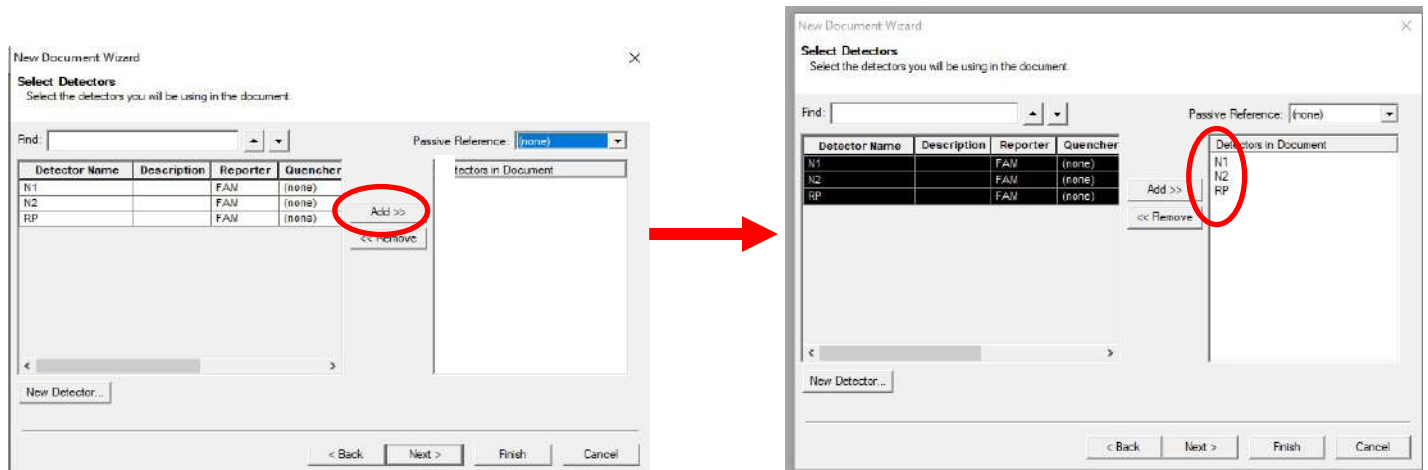 New Document Wizard
Select Detectors
Select the detectors you will be using in the document.
Find:
Passive Reference: (none)
Detector Name Description Reporter Quencher
N1 FAM (none)
N2 FAM (none)
RP FAM (none)
Add >>
<< Remove
tectors in Document
New Detector...
< Back Next > Finish Cancel
New Document Wizard
Select Detectors
Select the detectors you will be using in the document.
Find:
Passive Reference: (none)
Detector Name Description Reporter Quencher
N1 FAM (none)
N2 FAM (none)
RP FAM (none)
Add >>
<< Remove
Detectors in Document
N1
N2
RP
New Detector...
< Back Next > Finish Cancel